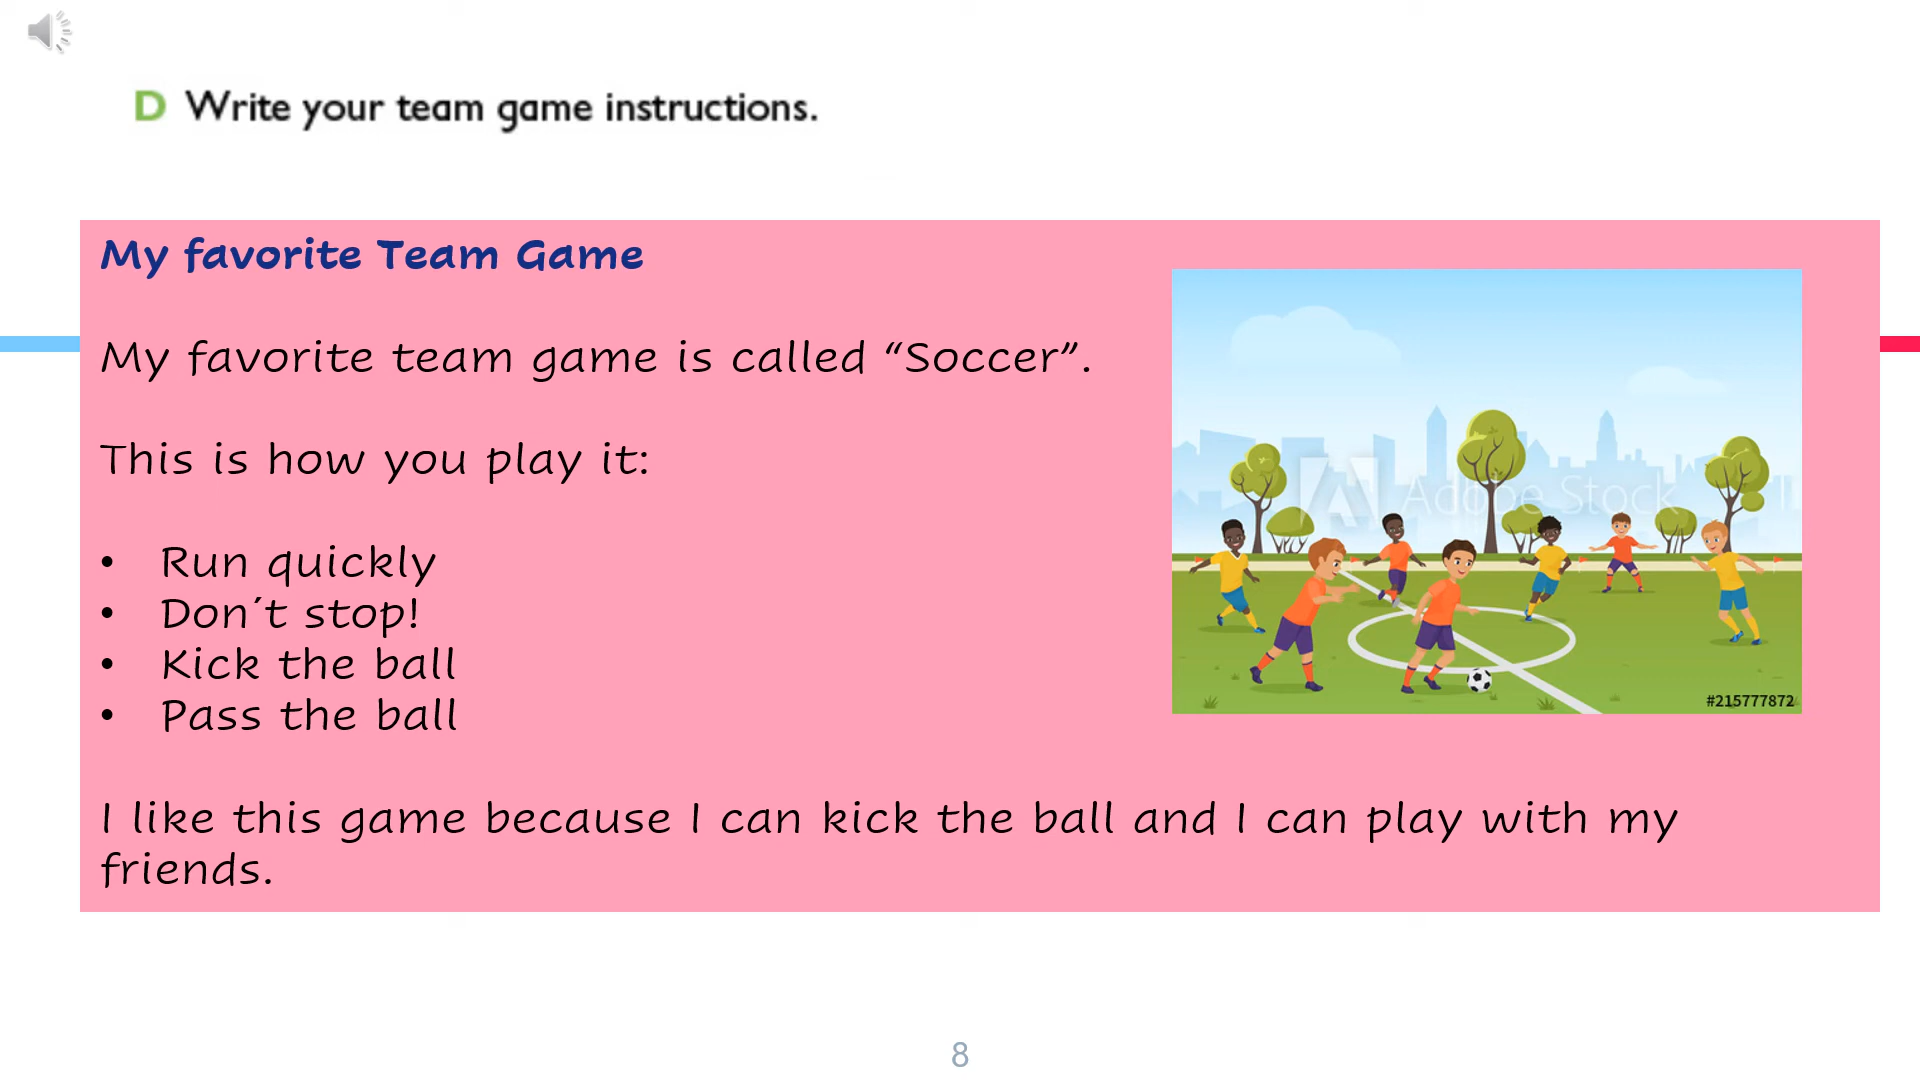 D Write your team game instructions.
My favorite Team Game
My favorite team game is called “Soccer”.
This is how you play it:
• Run quickly
• Don´t stop!
• Kick the ball
• Pass the ball
I like this game because I can kick the ball and I can play with my
friends.
Adobe Stock
#215777872
8